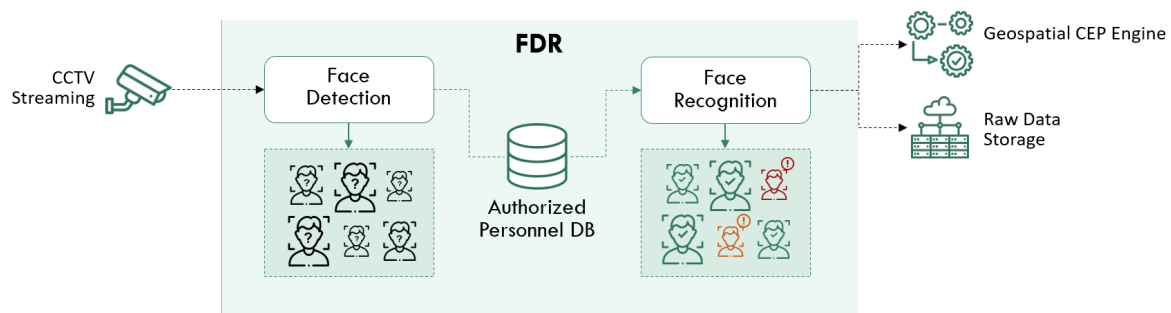 FDR
Geospatial CEP Engine
CCTV
Streaming
Face
Detection
Face
Recognition
Raw Data
Storage
Authorized
Personnel DB